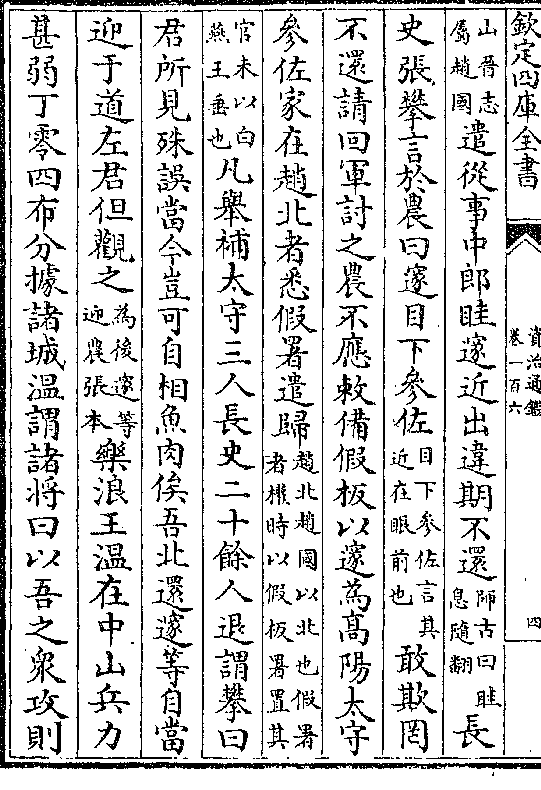 欽定四庫全書
資治通鑑
卷一百六
四
山晉志
屬趙國
遣從事中郎眭邃近出違期不還
師古曰眭
息隨翻
長
史張攀言於農曰邃目下參佐
目下參佐言其
近在眼前也
敢欺罔
不還請回軍討之農不應敕備假板以邃為高陽太守
參佐家在趙北者悉假署遣歸
趙北趙國以北也假署
者權時以假板署置其
官未以白
燕王垂也
凡舉補太守三人長史二十餘人退謂攀曰
君所見殊誤當今豈可自相魚肉俟吾北還邃等自當
迎于道左君但觀之
為後邃等
迎農張本
樂浪王溫在中山兵力
甚弱丁零四布分據諸城溫謂諸將曰以吾之衆攻則